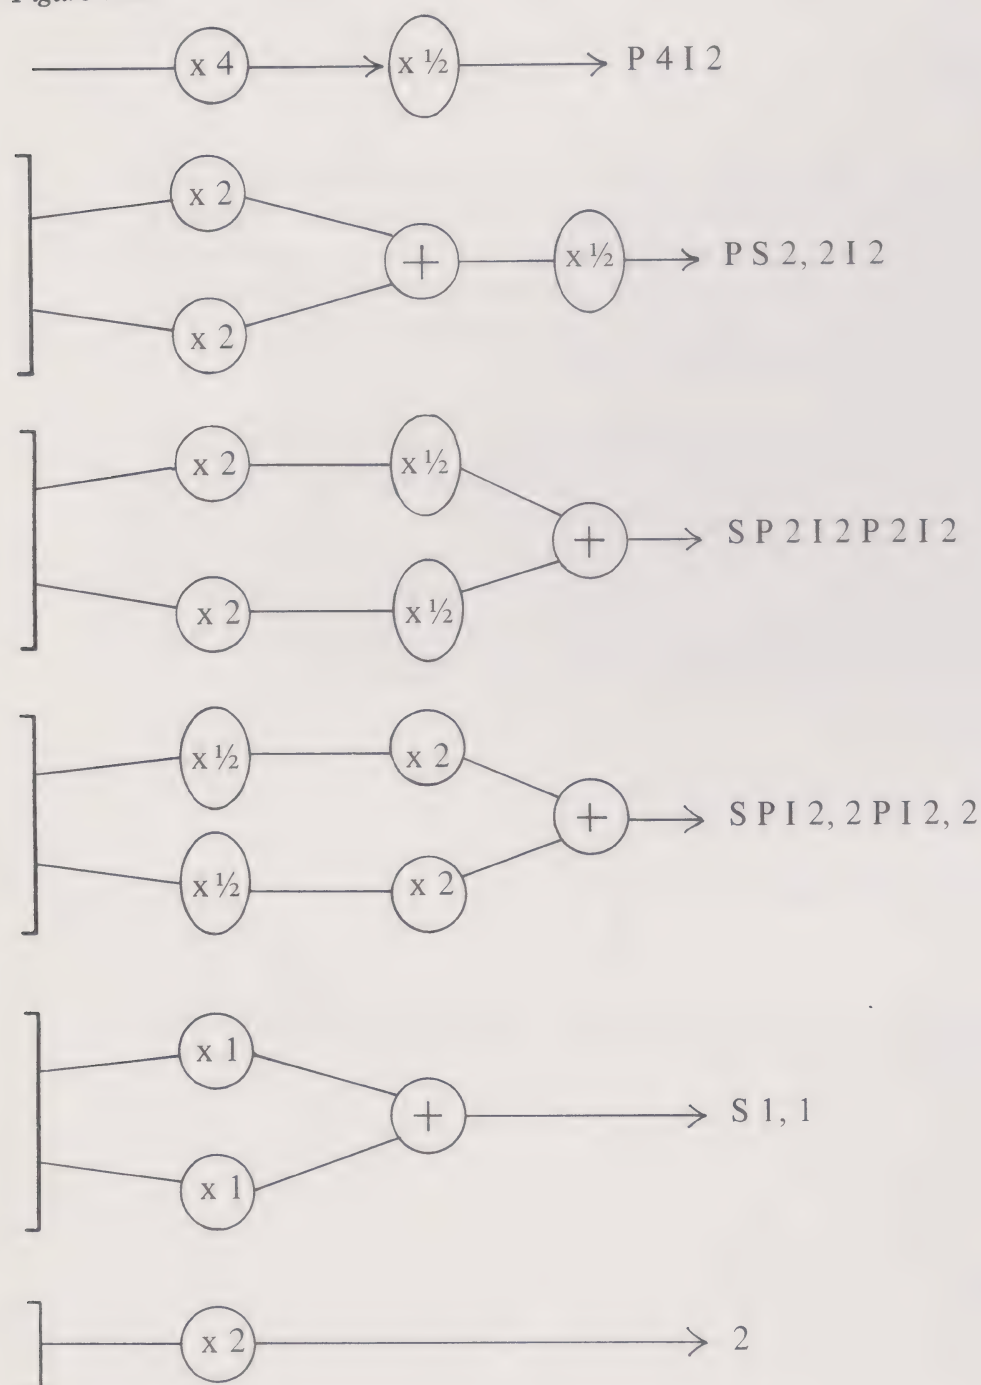 x 4 x ½ P 4 I 2
x 2
+ x ½ P S 2, 2 I 2
x 2
x 2 x ½
+ S P 2 I 2 P 2 I 2
x 2 x ½
x ½ x 2
+ S P I 2, 2 P I 2, 2
x ½ x 2
x 1
+ S 1, 1
x 1
x 2 2